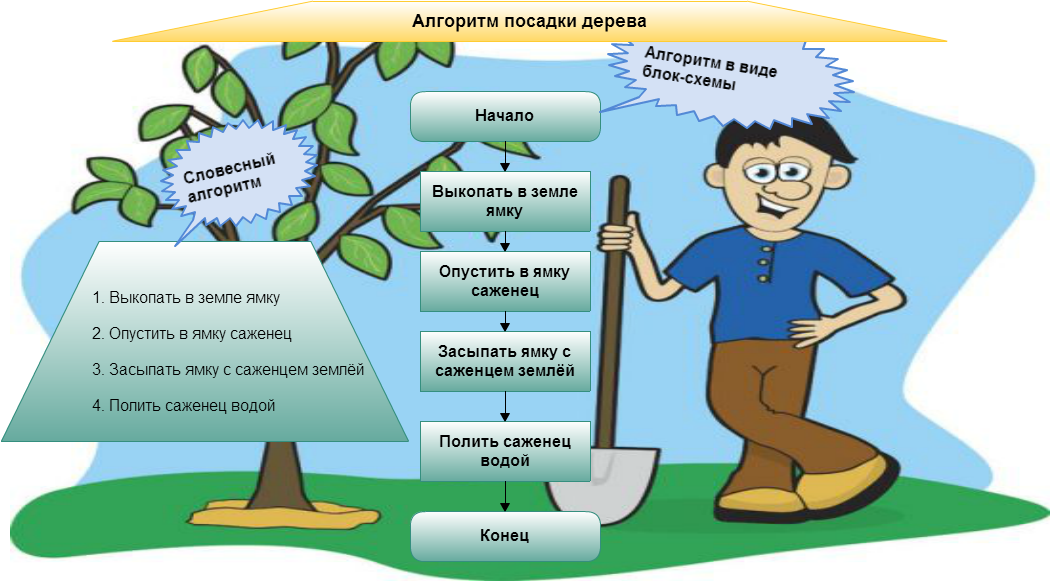 Алгоритм посадки дерева
Алгоритм в виде
блок-схемы
Словесный
алгоритм
1. Выкопать в земле ямку
2. Опустить в ямку саженец
3. Засыпать ямку с саженцем землёй
4. Полить саженец водой
Начало
Выкопать в земле
ямку
Опустить в ямку
саженец
Засыпать ямку с
саженцем землёй
Полить саженец
водой
Конец